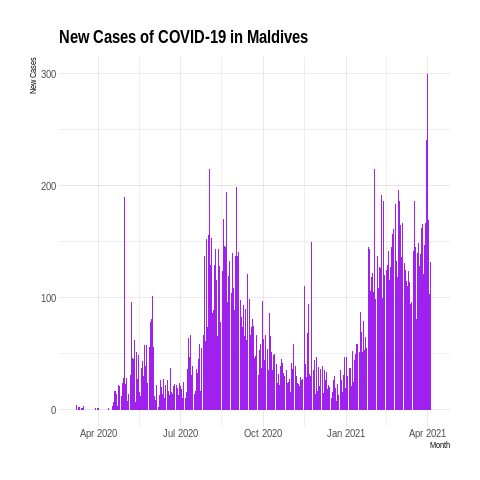 New Cases of COVID-19 in Maldives
New Cases
300
200
100
0
Apr 2020
Jul 2020
Oct 2020
Jan 2021
Apr 2021
Month